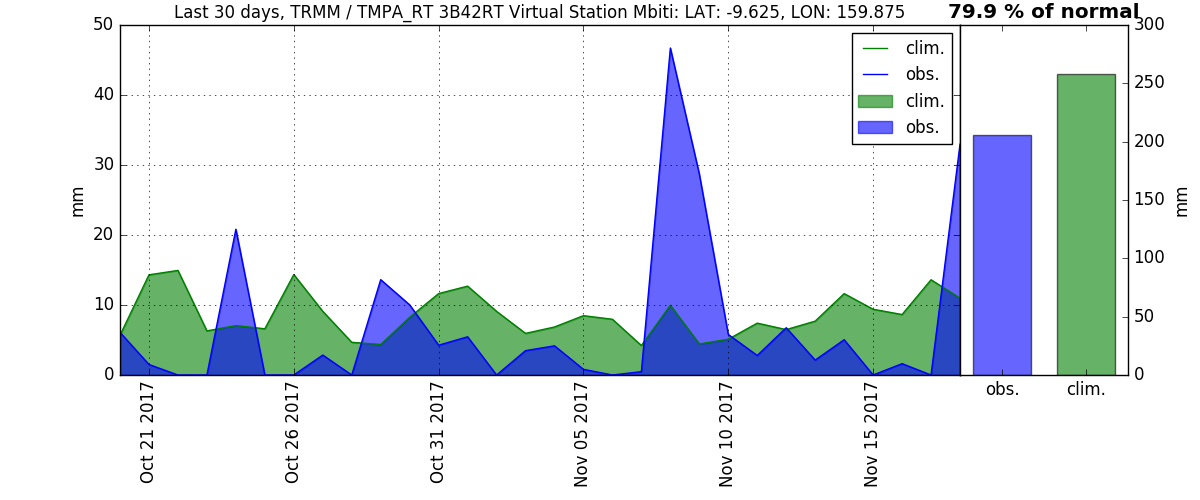 Last 30 days, TRMM / TMPA_RT 3B42RT Virtual Station Mbiti: LAT: -9.625, LON: 159.875
79.9 % of normal
50
40
30
20
10
0
mm
clim.
obs.
clim.
obs.
300
250
200
150
100
50
0
mm
Oct 21 2017
Oct 26 2017
Oct 31 2017
Nov 05 2017
Nov 10 2017
Nov 15 2017
obs.
clim.